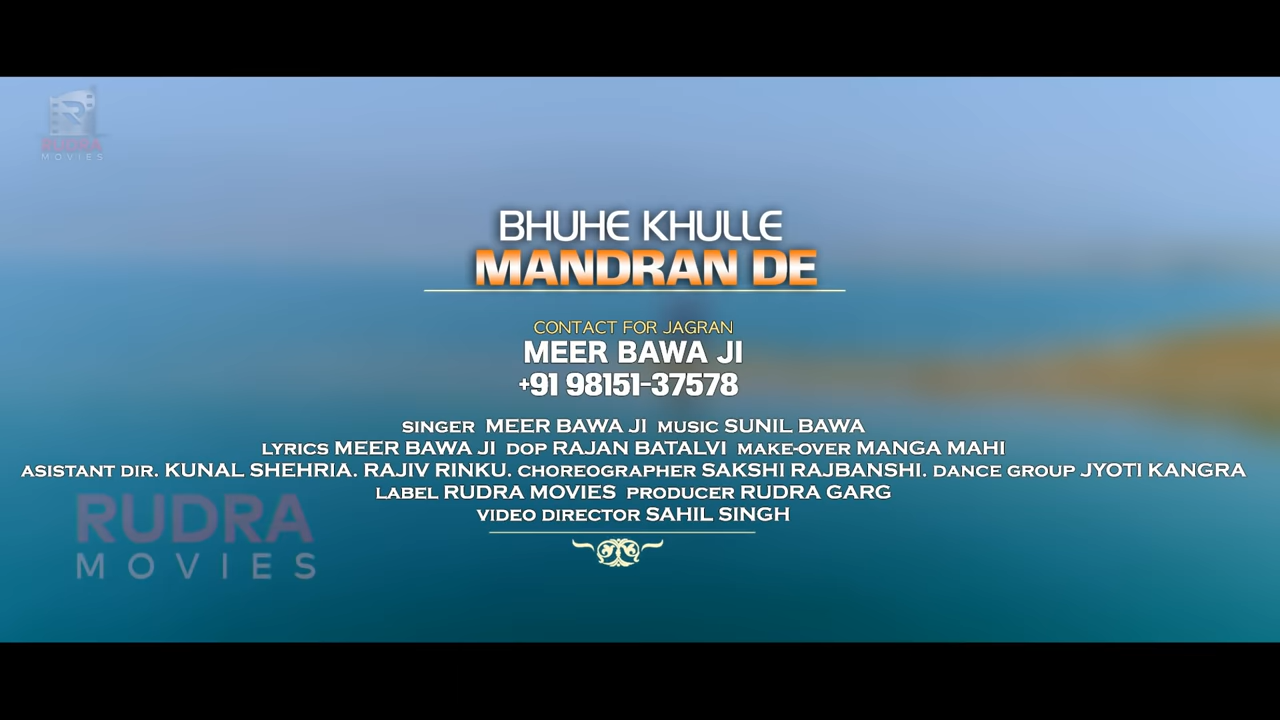 RUDRA
MOVIES
BHUHE KHULLE
MANDRAN DE
CONTACT FOR JAGRAN
MEER BAWA JI
+91 98151-37578
SINGER MEER BAWA JI MUSIC SUNIL BAWA
LYRICS MEER BAWA JI DOP RAJAN BATALVI MAKE-OVER MANGA MAHI
ASISTANT DIR. KUNAL SHEHRIA. RAJIV RINKU. CHOREOGRAPHER SAKSHI RAJBANSHI. DANCE GROUP JYOTI KANGRA
LABEL RUDRA MOVIES PRODUCER RUDRA GARG
VIDEO DIRECTOR SAHIL SINGH
RUDRA
MOVIES